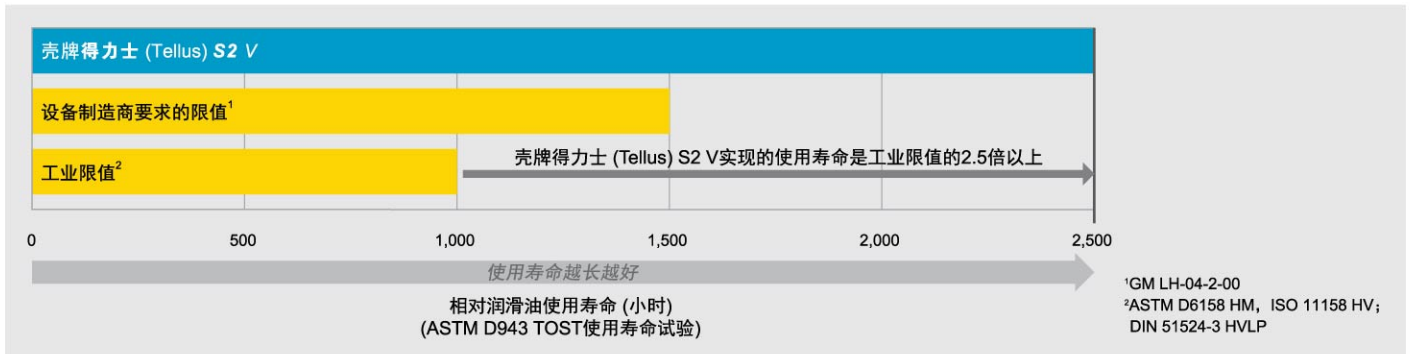 壳牌得力士 (Tellus) S2 V
设备制造商要求的限值¹
工业限值²
壳牌得力士 (Tellus) S2 V实现的使用寿命是工业限值的2.5倍以上
0 500 1,000 1,500 2,000 2,500
使用寿命越长越好
相对润滑油使用寿命 (小时)
(ASTM D943 TOST使用寿命试验)
¹GM LH-04-2-00
²ASTM D6158 HM，ISO 11158 HV；
DIN 51524-3 HVLP